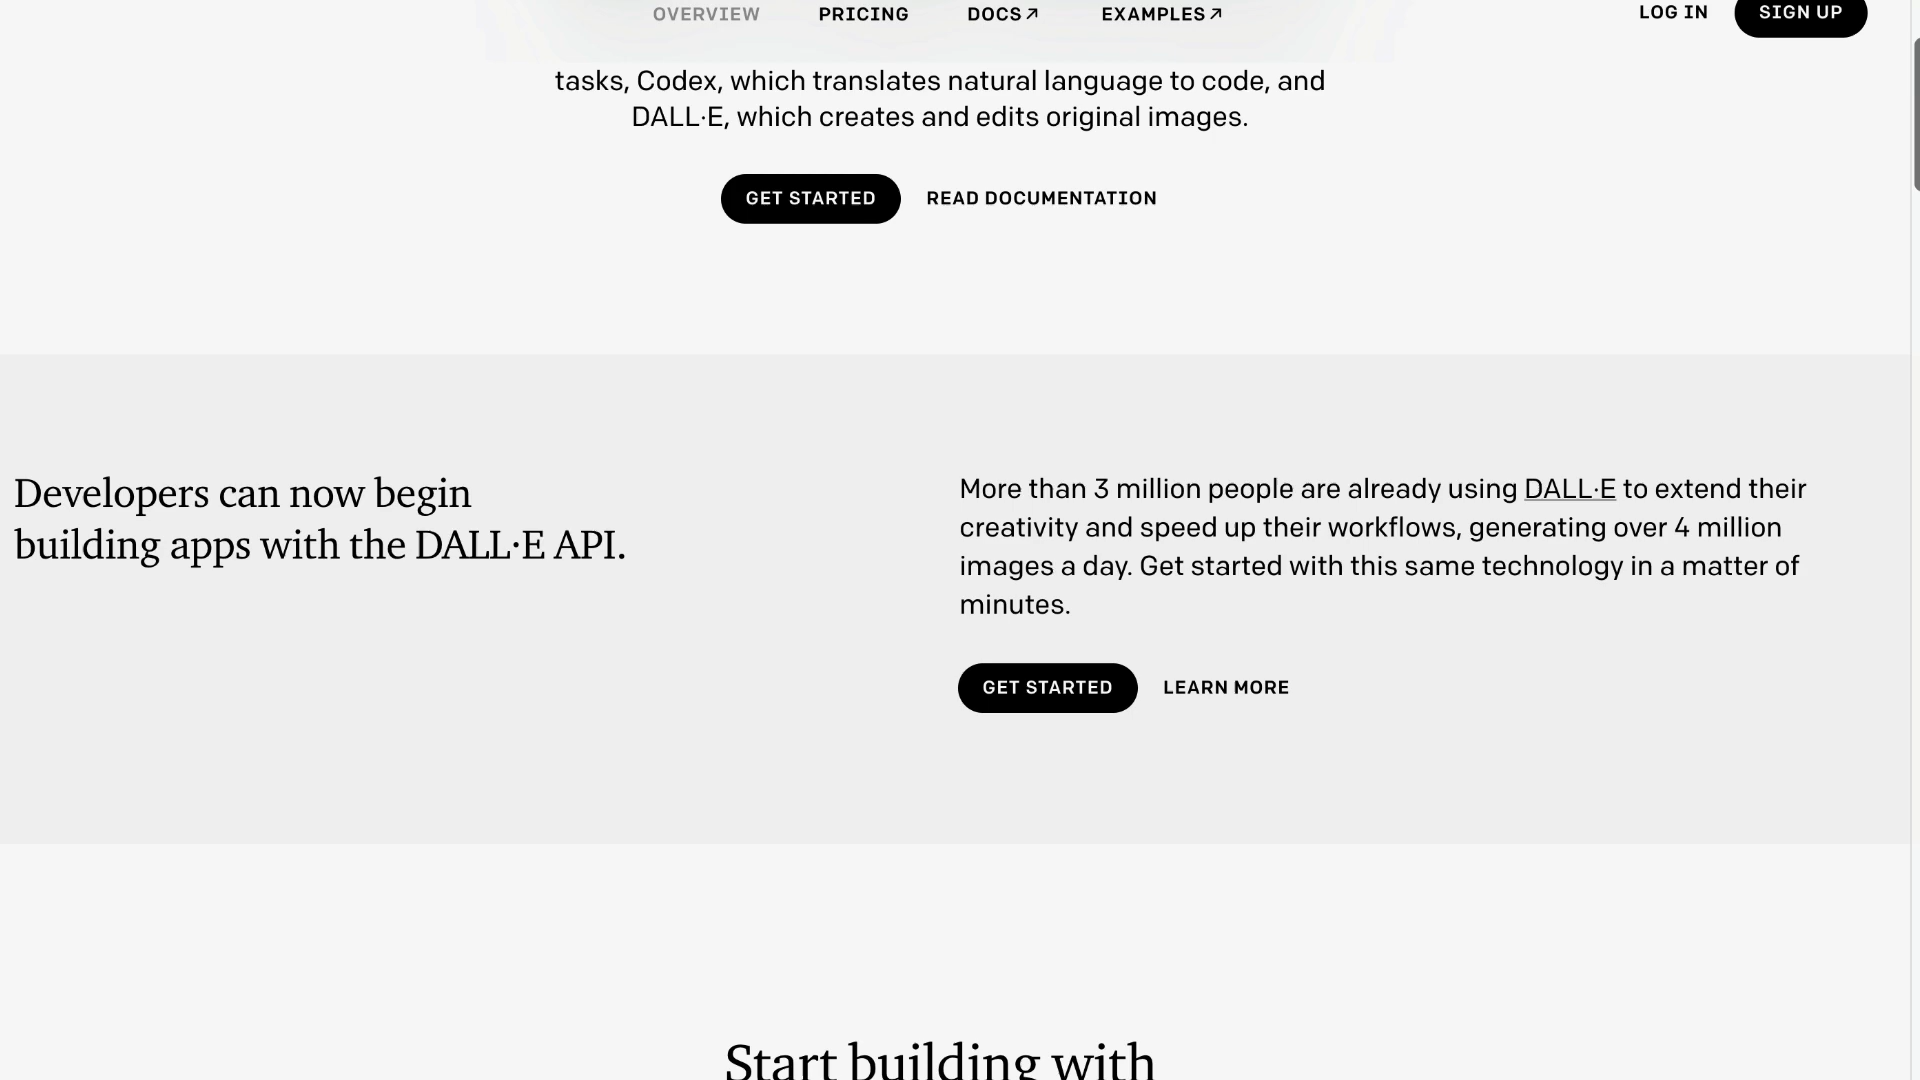 OVERVIEW PRICING DOCS↗ EXAMPLES↗ LOG IN SIGN UP
tasks, Codex, which translates natural language to code, and
DALL·E, which creates and edits original images.
GET STARTED READ DOCUMENTATION
Developers can now begin
building apps with the DALL·E API.
More than 3 million people are already using DALL·E to extend their
creativity and speed up their workflows, generating over 4 million
images a day. Get started with this same technology in a matter of
minutes.
GET STARTED LEARN MORE
Start building with